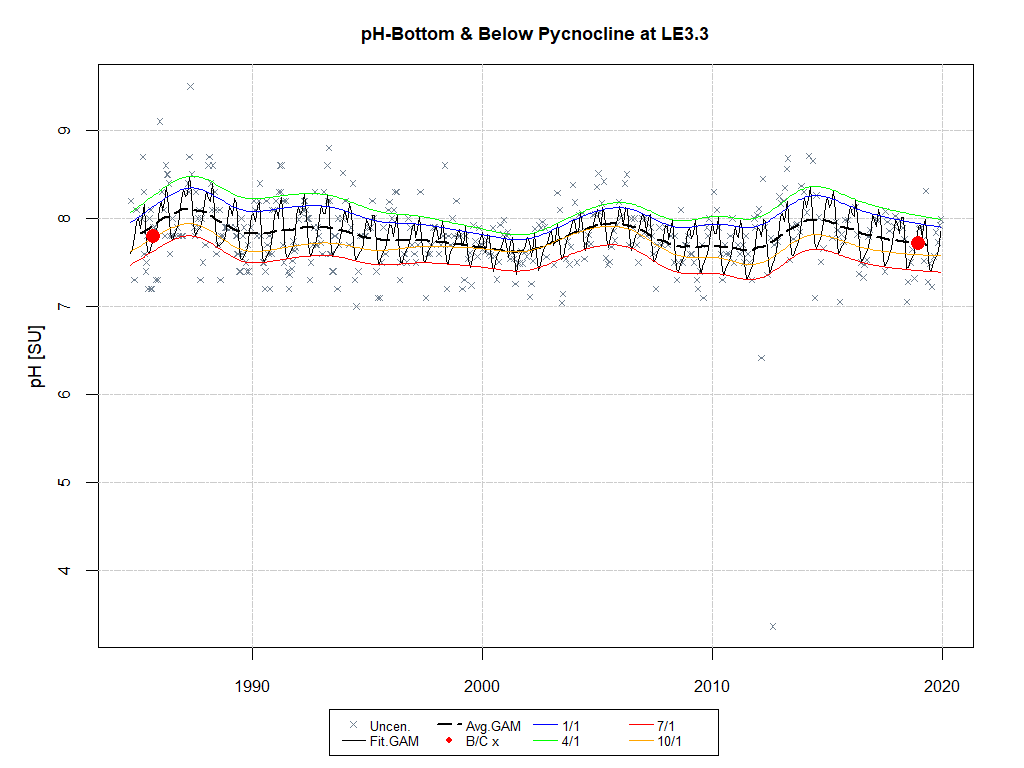 pH-Bottom & Below Pycnocline at LE3.3
pH [SU]
9
8
7
6
5
4
1990 2000 2010 2020
Uncen. Avg.GAM 1/1 7/1
Fit.GAM B/C x 4/1 10/1